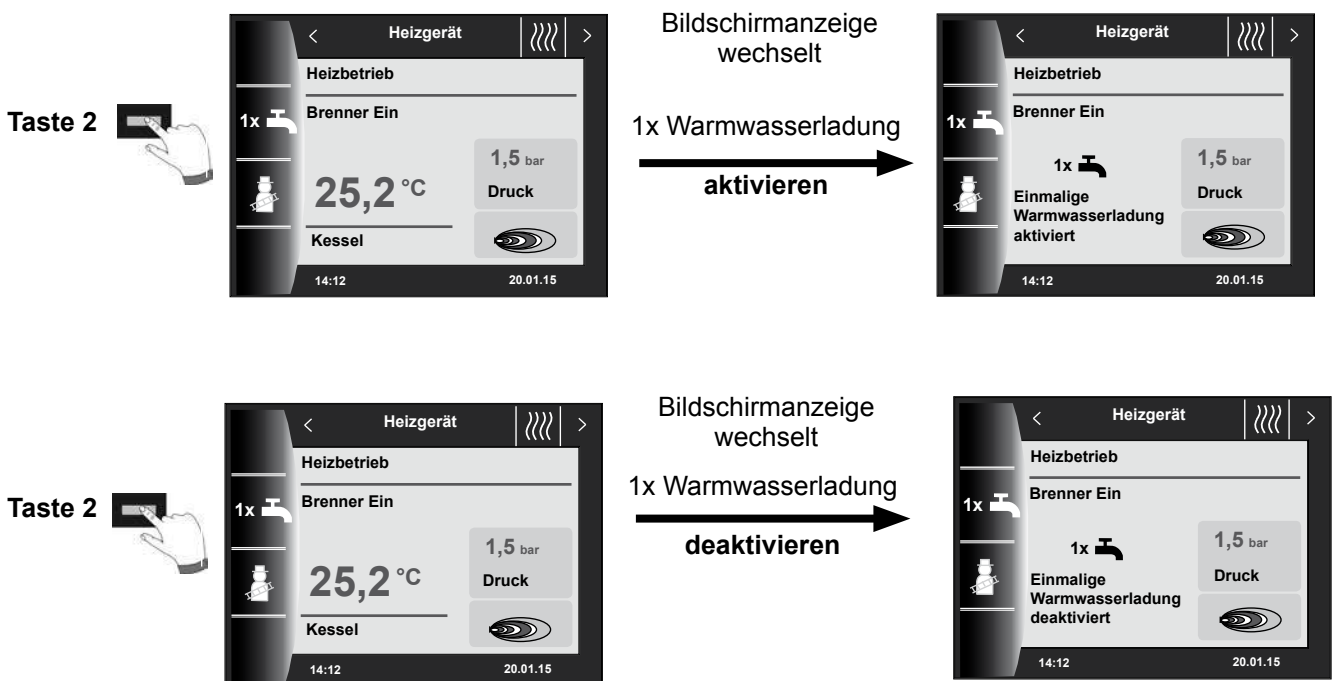 Taste 2
< Heizgerät >
Heizbetrieb
1x Brenner Ein
25,2 °C
Kessel
1,5 bar
Druck
14:12 20.01.15
Bildschirmanzeige
wechselt
1x Warmwasserladung
aktivieren
< Heizgerät >
Heizbetrieb
1x Brenner Ein
1x
Einmalige
Warmwasserladung
aktiviert
1,5 bar
Druck
14:12 20.01.15
Taste 2
< Heizgerät >
Heizbetrieb
1x Brenner Ein
25,2 °C
Kessel
1,5 bar
Druck
14:12 20.01.15
Bildschirmanzeige
wechselt
1x Warmwasserladung
deaktivieren
< Heizgerät >
Heizbetrieb
1x Brenner Ein
1x
Einmalige
Warmwasserladung
deaktiviert
1,5 bar
Druck
14:12 20.01.15